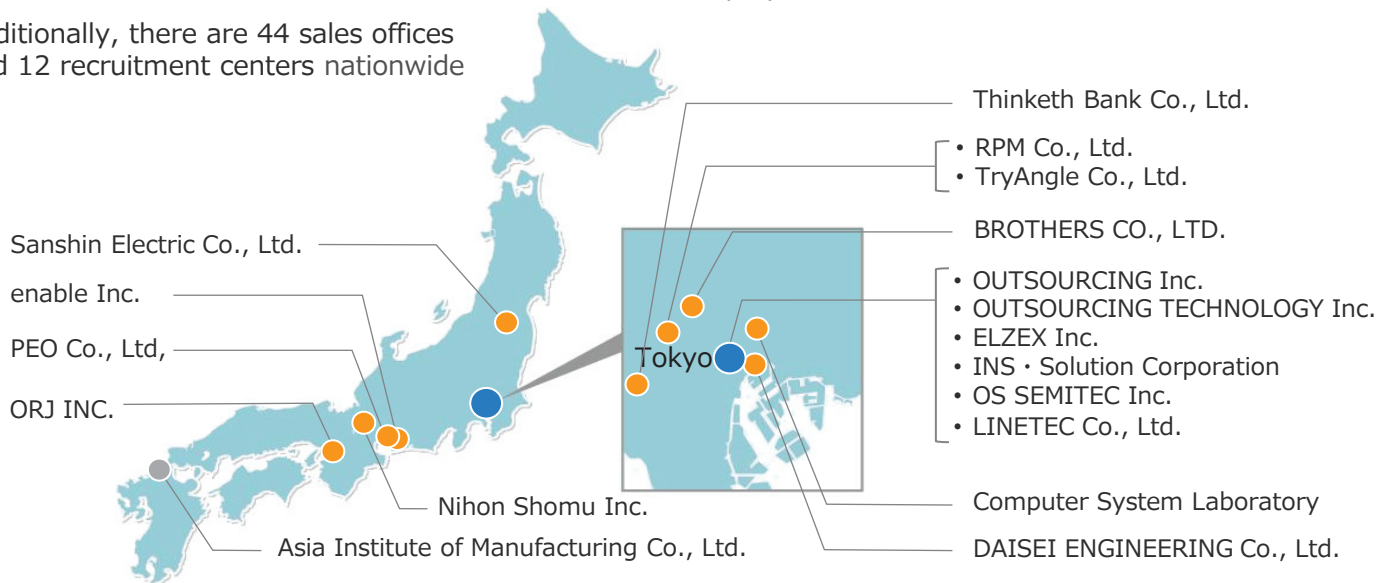 ditionally, there are 44 sales offices
d 12 recruitment centers nationwide
Thinketh Bank Co., Ltd.
• RPM Co., Ltd.
• TryAngle Co., Ltd.
BROTHERS CO., LTD.
Sanshin Electric Co., Ltd.
enable Inc.
PEO Co., Ltd,
ORJ INC.
Tokyo
• OUTSOURCING Inc.
• OUTSOURCING TECHNOLOGY Inc.
• ELZEX Inc.
• INS・Solution Corporation
• OS SEMITEC Inc.
• LINETEC Co., Ltd.
Nihon Shomu Inc.
Asia Institute of Manufacturing Co., Ltd.
Computer System Laboratory
DAISEI ENGINEERING Co., Ltd.